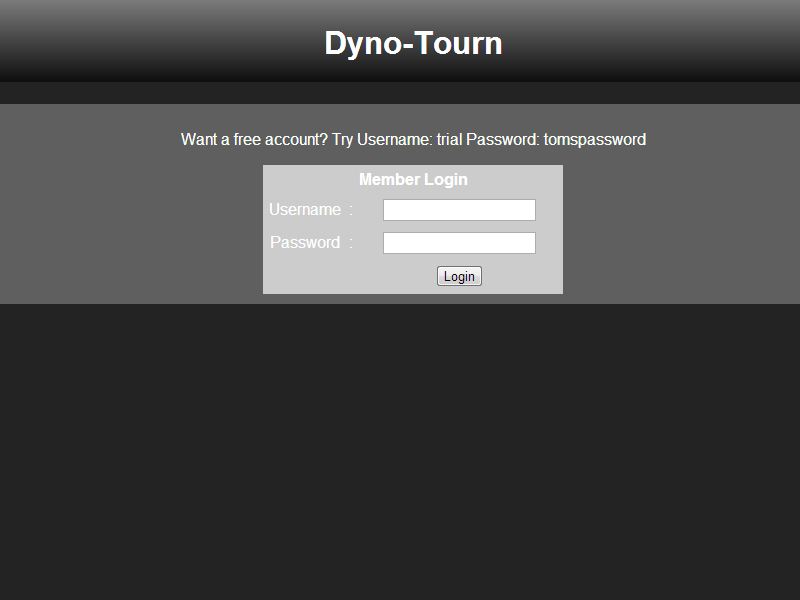 Dyno-Tourn
Want a free account? Try Username: trial Password: tomspassword
Member Login
Username :
Password :
Login